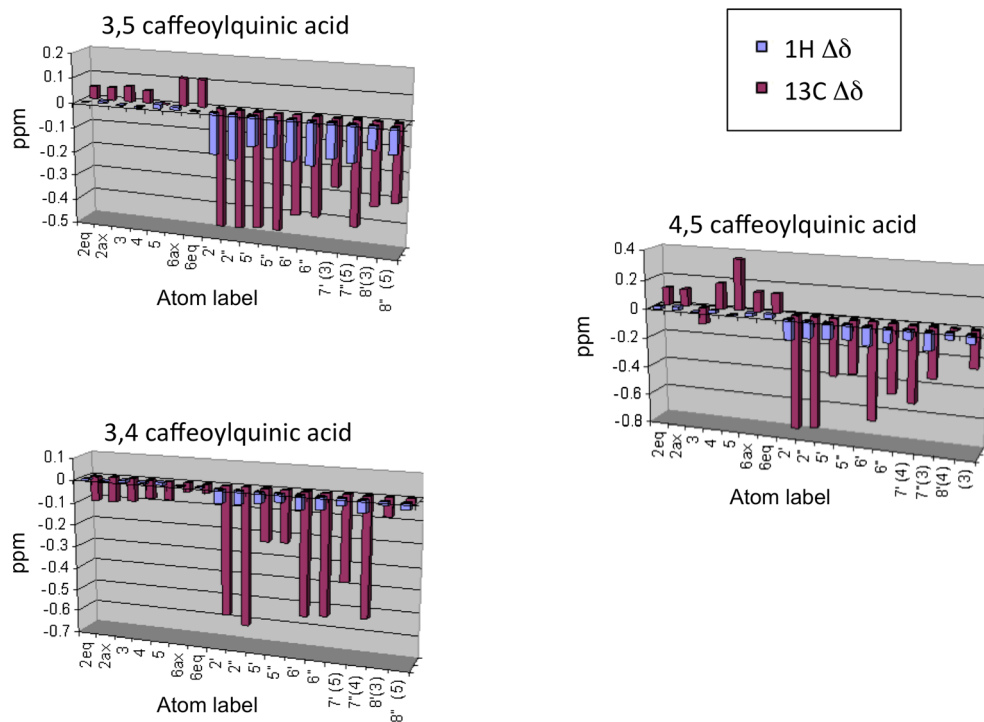 3,5 caffeoylquinic acid
0.2
0.1
0
-0.1
-0.2
-0.3
-0.4
-0.5
ppm
2eq
2ax
3
4
5
6ax
6eq
2'
2"
5'
5"
6'
6"
7' (3)
7"(5)
8'(3)
8" (5)
Atom label
1H Δδ
13C Δδ
4,5 caffeoylquinic acid
0.4
0.2
0
-0.2
-0.4
-0.6
-0.8
ppm
2eq
2ax
3
4
5
6ax
6eq
2'
2"
5'
5"
6'
6"
7' (4)
7"(3)
8'(4)
(3)
Atom label
3,4 caffeoylquinic acid
0.1
0
-0.1
-0.2
-0.3
-0.4
-0.5
-0.6
-0.7
ppm
2eq
2ax
3
4
5
6ax
6eq
2'
2"
5'
5"
6'
6"
7' (5)
7"(4)
8'(3)
8" (5)
Atom label